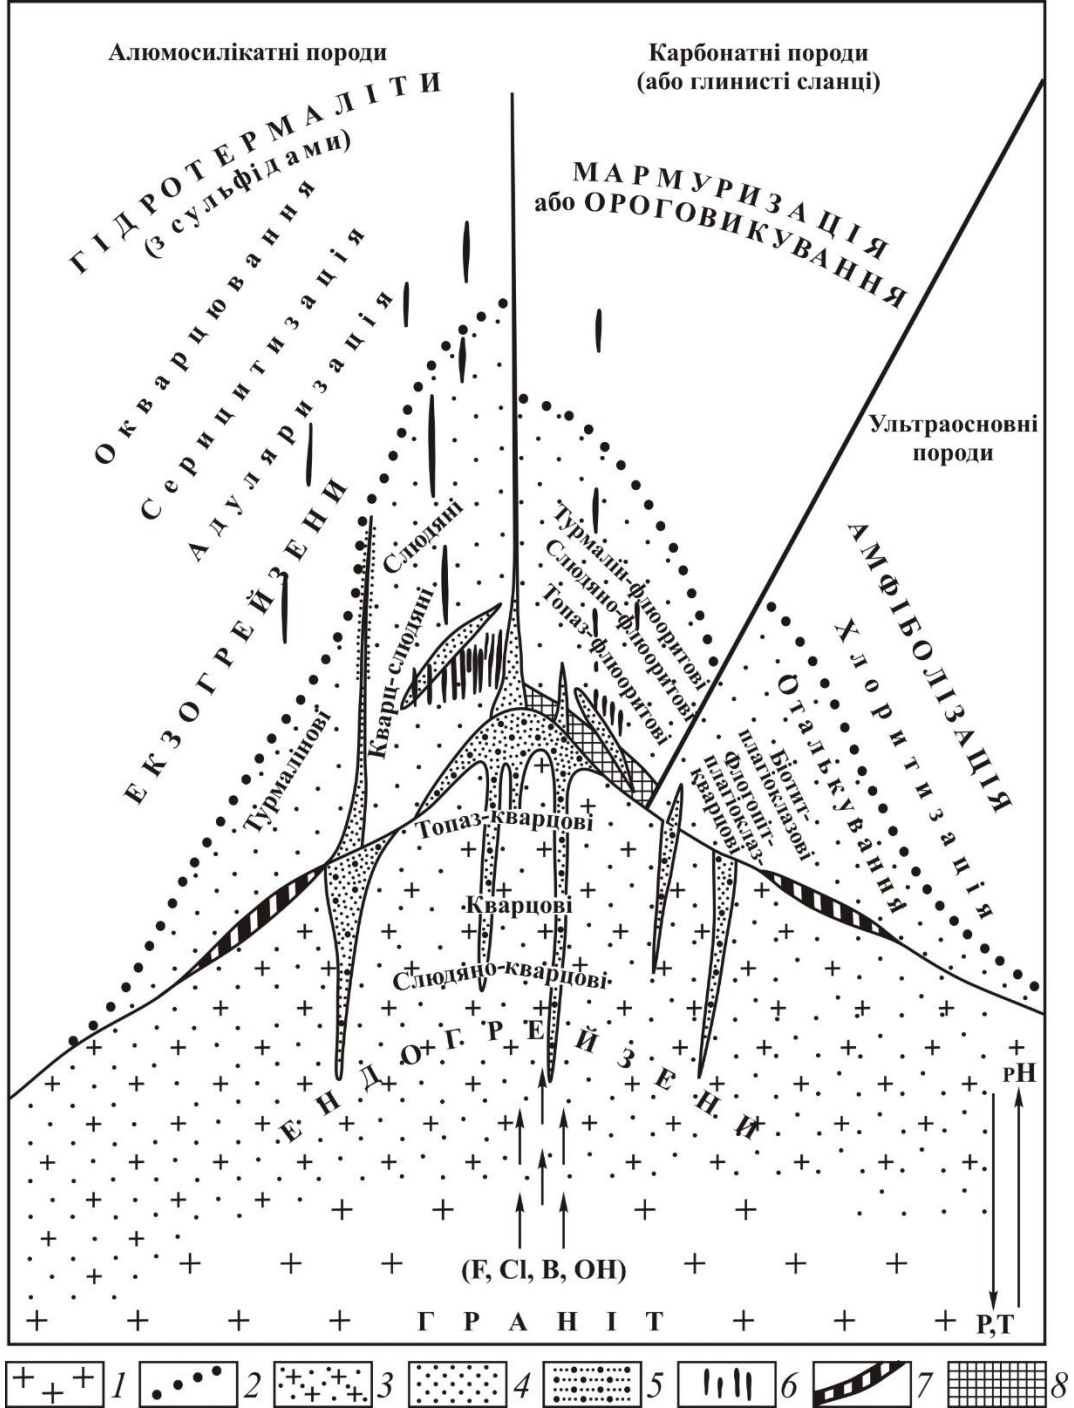 Алюмосилікатні породи
Карбонатні породи
(або глинисті сланці)
ГІДРОТЕРМАЛІТИ
(з сульфідами)
Окварцювання
Серицитизація
Адуляризація
ЕКЗОГРЕЙЗЕНИ
МАРМУРИЗАЦІЯ
або ОРОГОВИКУВАННЯ
Ультраосновні
породи
АМФІБОЛІЗАЦІЯ
Хлоритизація
Оталькування
Турмалінові
Кварц-слюдяні
Слюдяні
Турмалін-флюоритові
Слюдяно-флюоритові
Топаз-флюоритові
Біотит-
плагіоклазові
Флогопіт-
плагіоклаз-
кварцові
Топаз-кварцові
Кварцові
Слюдяно-кварцові
ЕНДОГРЕЙЗЕНИ
pH
(F, Cl, B, OH)
ГРАНІТ
P,T
1
2
3
4
5
6
7
8